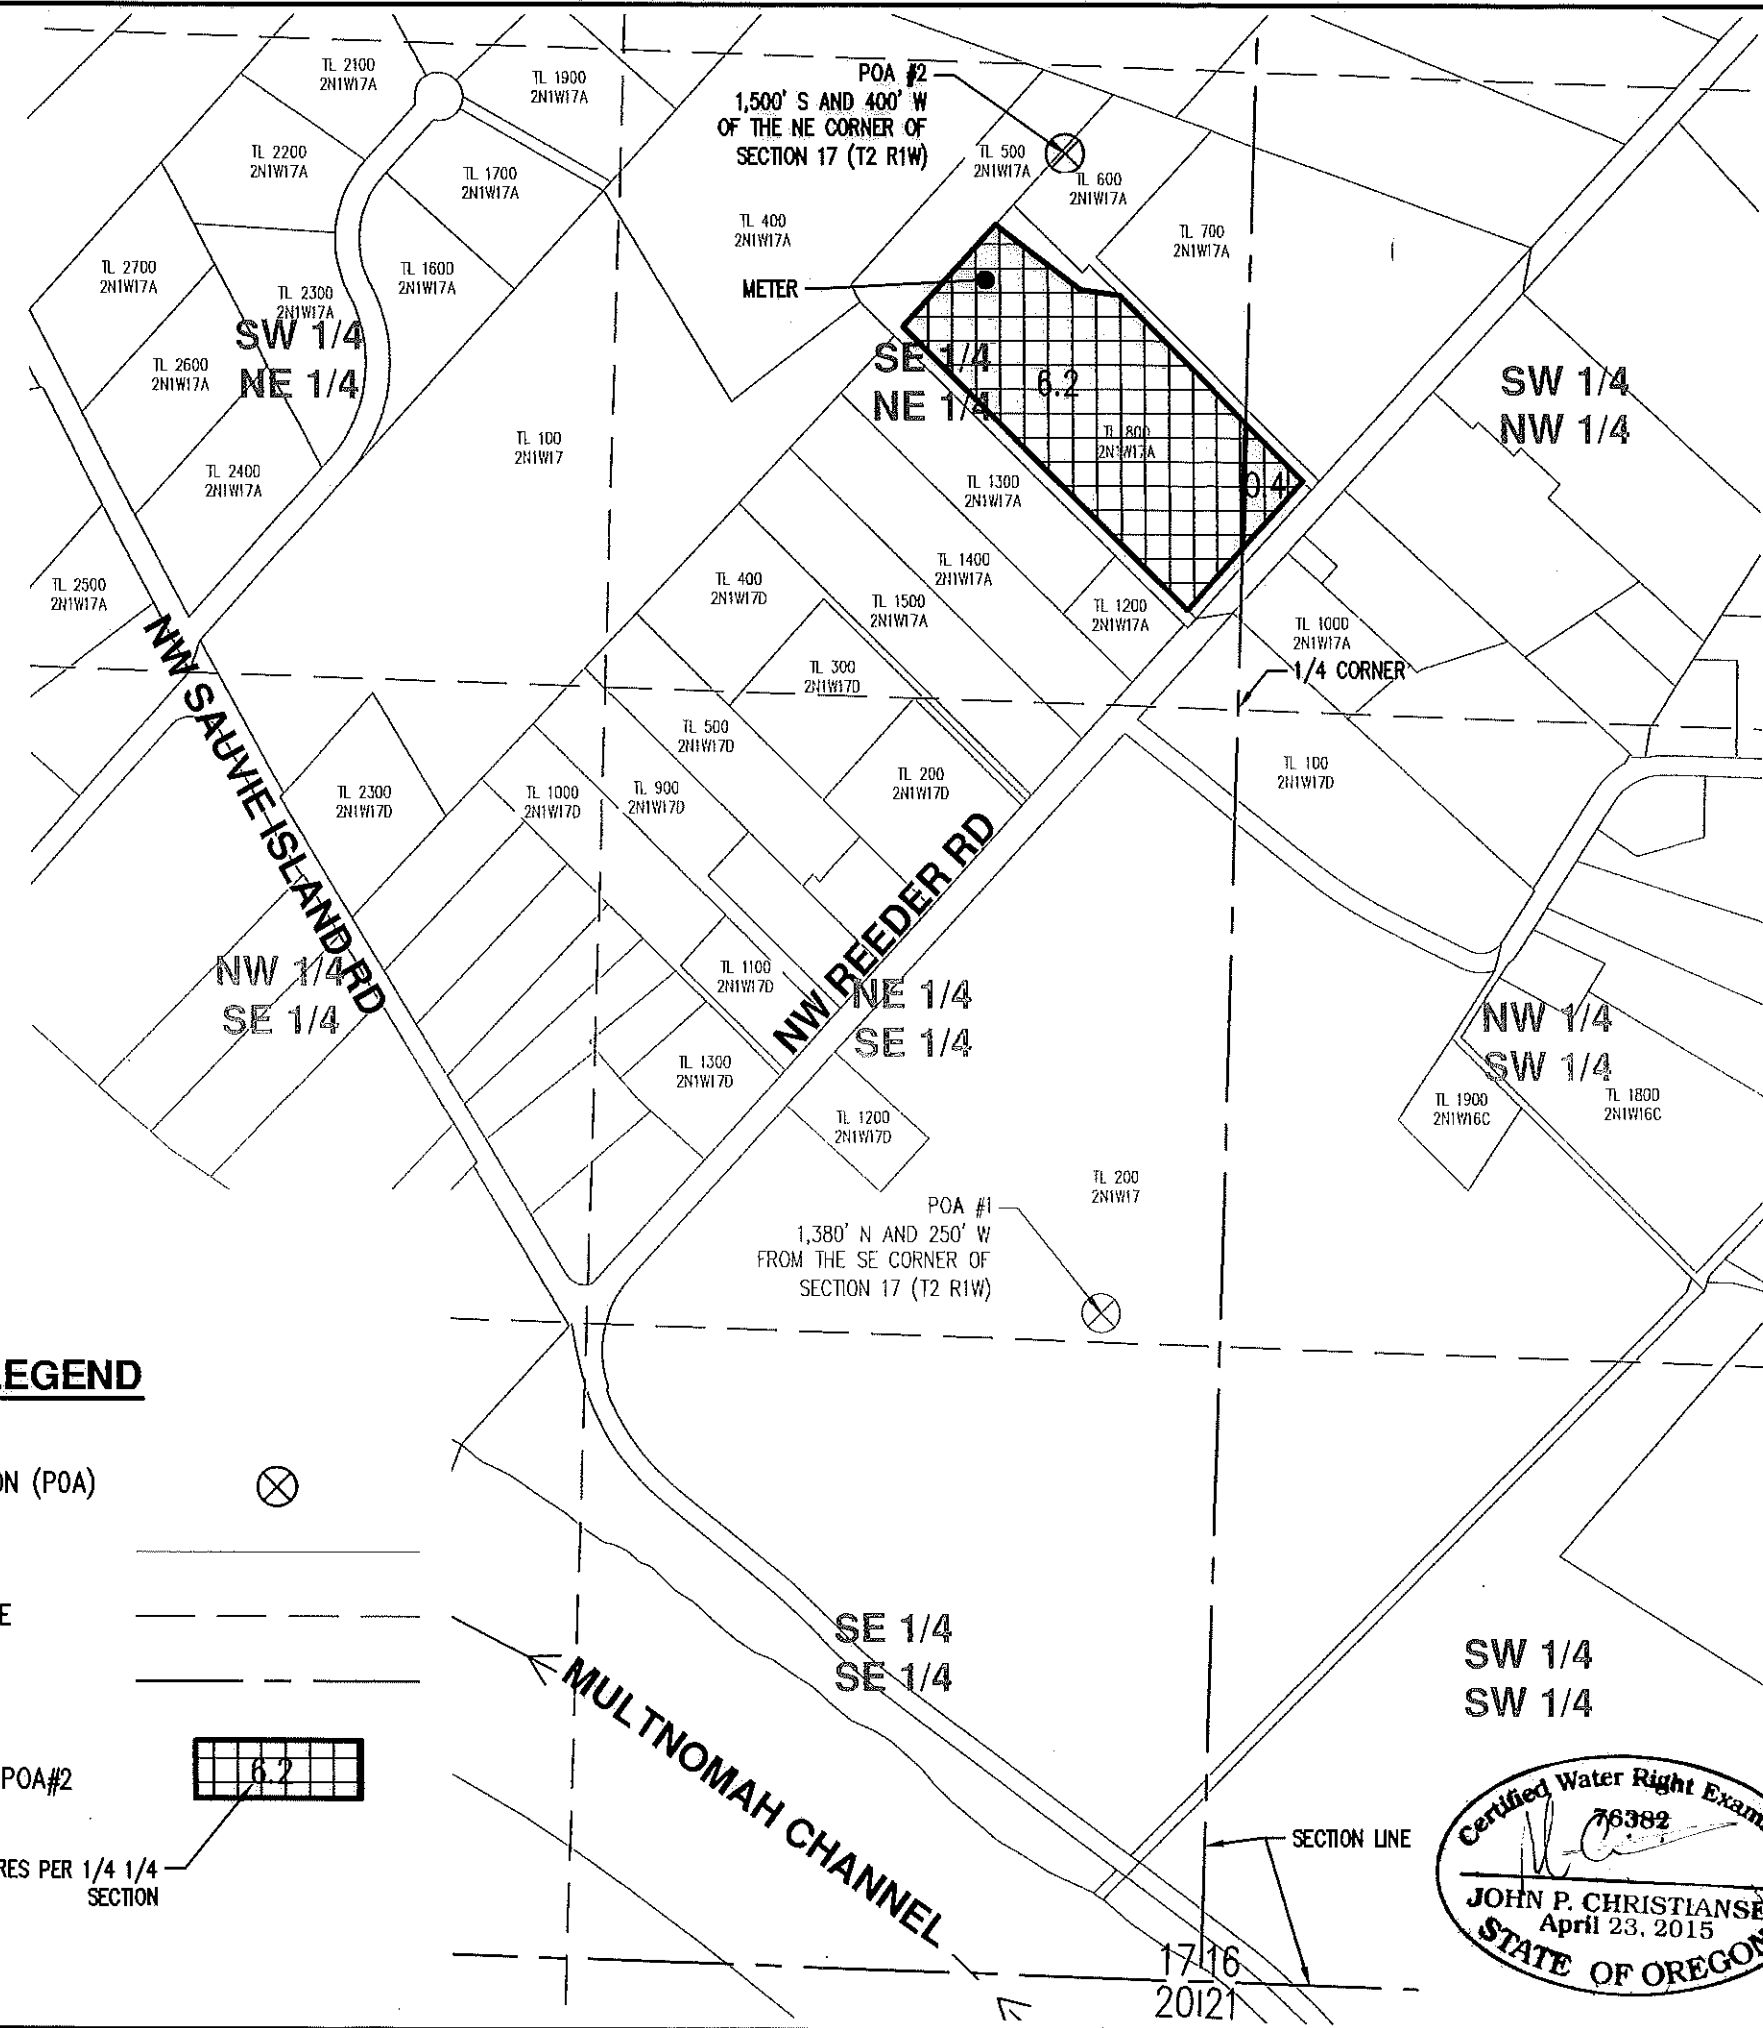 POA #2
1,500' S AND 400' W
OF THE NE CORNER OF
SECTION 17 (T2 R1W)
TL 2100
2N1W17A
TL 1900
2N1W17A
TL 2200
2N1W17A
TL 1700
2N1W17A
TL 500
2N1W17A
TL 600
2N1W17A
TL 400
2N1W17A
TL 700
2N1W17A
TL 2700
2N1W17A
TL 2300
2N1W17A
TL 1600
2N1W17A
METER
SW 1/4
NE 1/4
SE 1/4
NE 1/4
6.2
SW 1/4
NW 1/4
TL 2600
2N1W17A
TL 2400
2N1W17A
TL 100
2N1W17
TL 800
2N1W17A
0.4
TL 1300
2N1W17A
TL 2500
2N1W17A
TL 400
2N1W17D
TL 1400
2N1W17A
TL 1500
2N1W17A
TL 1200
2N1W17A
TL 1000
2N1W17A
NW SAUVIE ISLAND RD
TL 300
2N1W17D
1/4 CORNER
TL 500
2N1W17D
TL 200
2N1W17D
TL 100
2N1W17D
TL 2300
2N1W17D
TL 1000
2N1W17D
TL 900
2N1W17D
NW REEDER RD
NW 1/4
SE 1/4
TL 1100
2N1W17D
NE 1/4
SE 1/4
NW 1/4
SW 1/4
TL 1300
2N1W17D
TL 1200
2N1W17D
TL 1900
2N1W16C
TL 1800
2N1W16C
TL 200
2N1W17
POA #1
1,380' N AND 250' W
FROM THE SE CORNER OF
SECTION 17 (T2 R1W)
EGEND
ON (POA)
E
POA#2
6.2
RES PER 1/4 1/4
SECTION
SE 1/4
SE 1/4
SW 1/4
SW 1/4
MULTNOMAH CHANNEL
SECTION LINE
17 16
20 21
Certified Water Right Exam
76382
JOHN P. CHRISTIANSE
April 23, 2015
STATE OF OREGON